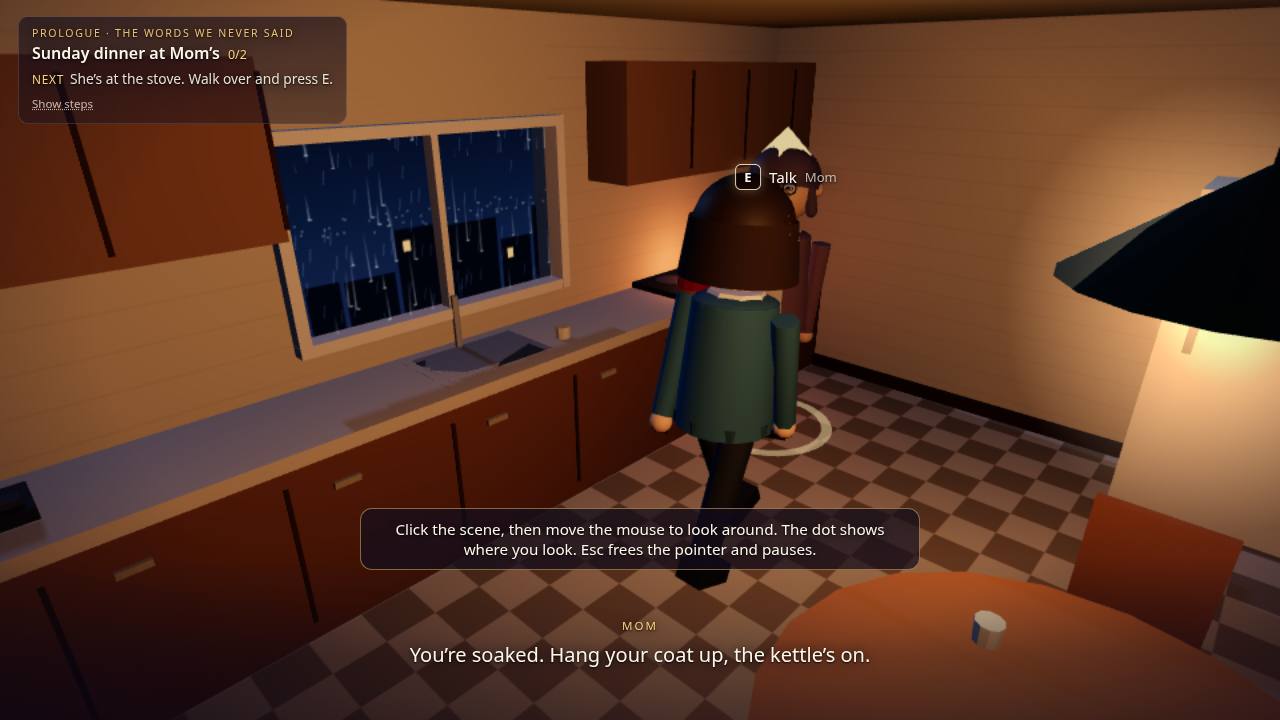 PROLOGUE · THE WORDS WE NEVER SAID
Sunday dinner at Mom’s 0/2
NEXT She’s at the stove. Walk over and press E.
Show steps
E Talk Mom
Click the scene, then move the mouse to look around. The dot shows
where you look. Esc frees the pointer and pauses.
MOM
You’re soaked. Hang your coat up, the kettle’s on.